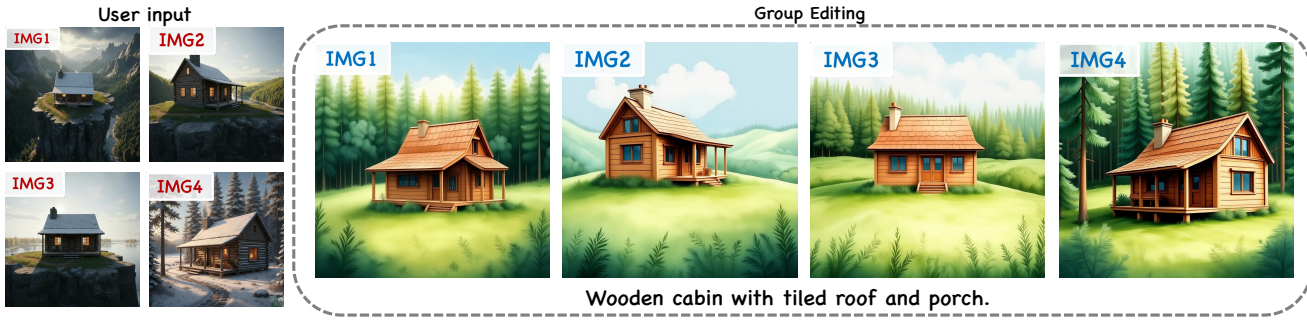 User input
IMG1
IMG2
IMG3
IMG4
Group Editing
IMG1
IMG2
IMG3
IMG4
Wooden cabin with tiled roof and porch.